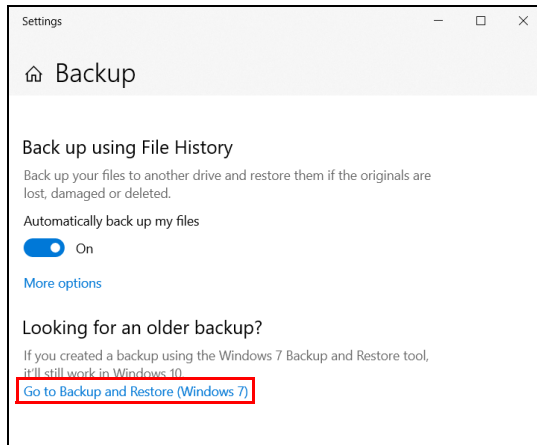 Settings
Backup
Back up using File History
Back up your files to another drive and restore them if the originals are
lost, damaged or deleted.
Automatically back up my files
On
More options
Looking for an older backup?
If you created a backup using the Windows 7 Backup and Restore tool,
it'll still work in Windows 10.
Go to Backup and Restore (Windows 7)